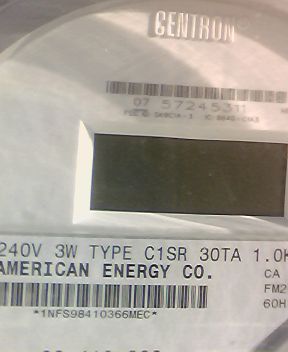 CENTRON
07 57245311
240V 3W TYPE C1SR 30TA 1.0K
AMERICAN ENERGY CO.
CA
FM2
60H
*1NFS98410366MEC*